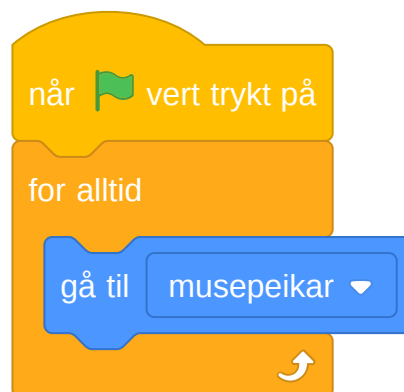 når vert trykt på
for alltid
gå til musepeikar